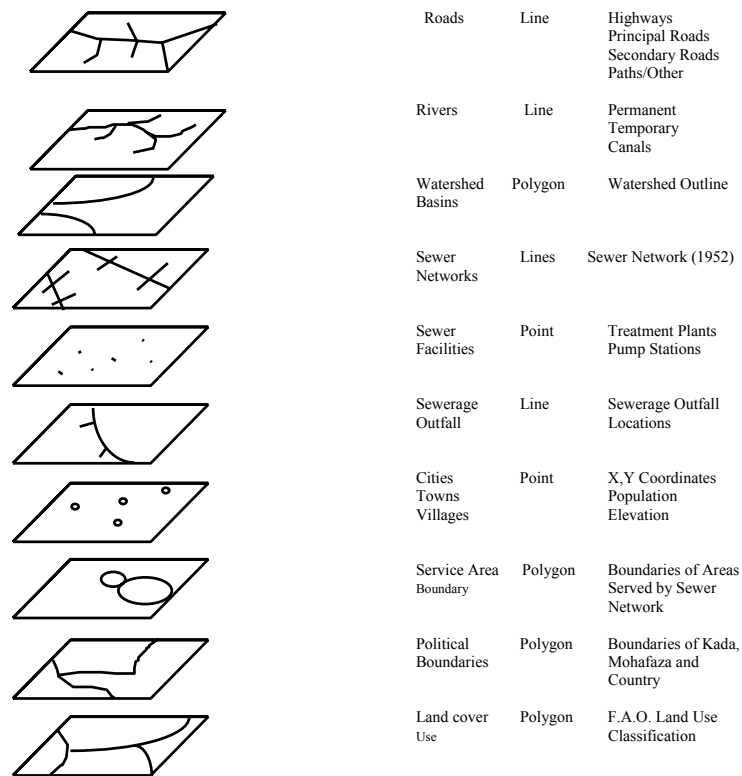 Roads Line Highways
Principal Roads
Secondary Roads
Paths/Other
Rivers Line Permanent
Temporary
Canals
Watershed Polygon Watershed Outline
Basins
Sewer Lines Sewer Network (1952)
Networks
Sewer Point Treatment Plants
Facilities Pump Stations
Sewerage Line Sewerage Outfall
Outfall Locations
Cities Point X,Y Coordinates
Towns Population
Villages Elevation
Service Area Polygon Boundaries of Areas
Boundary Served by Sewer
Network
Political Polygon Boundaries of Kada,
Boundaries Mohafaza and
Country
Land cover Polygon F.A.O. Land Use
Use Classification